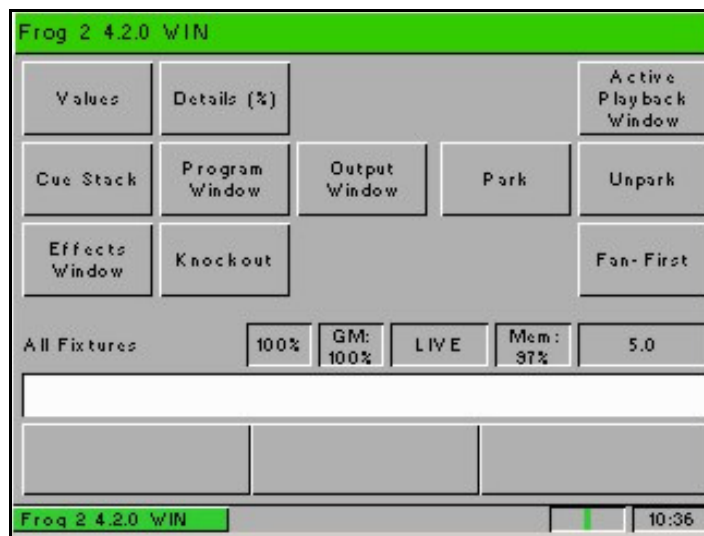 Frog 2 4.2.0 WIN
Values
Details (%)
Active
Playback
Window
Cue Stack
Program
Window
Output
Window
Park
Unpark
Effects
Window
Knockout
Fan-First
All Fixtures
100%
GM:
100%
LIVE
Mem:
97%
5.0
Frog 2 4.2.0 WIN
10:36